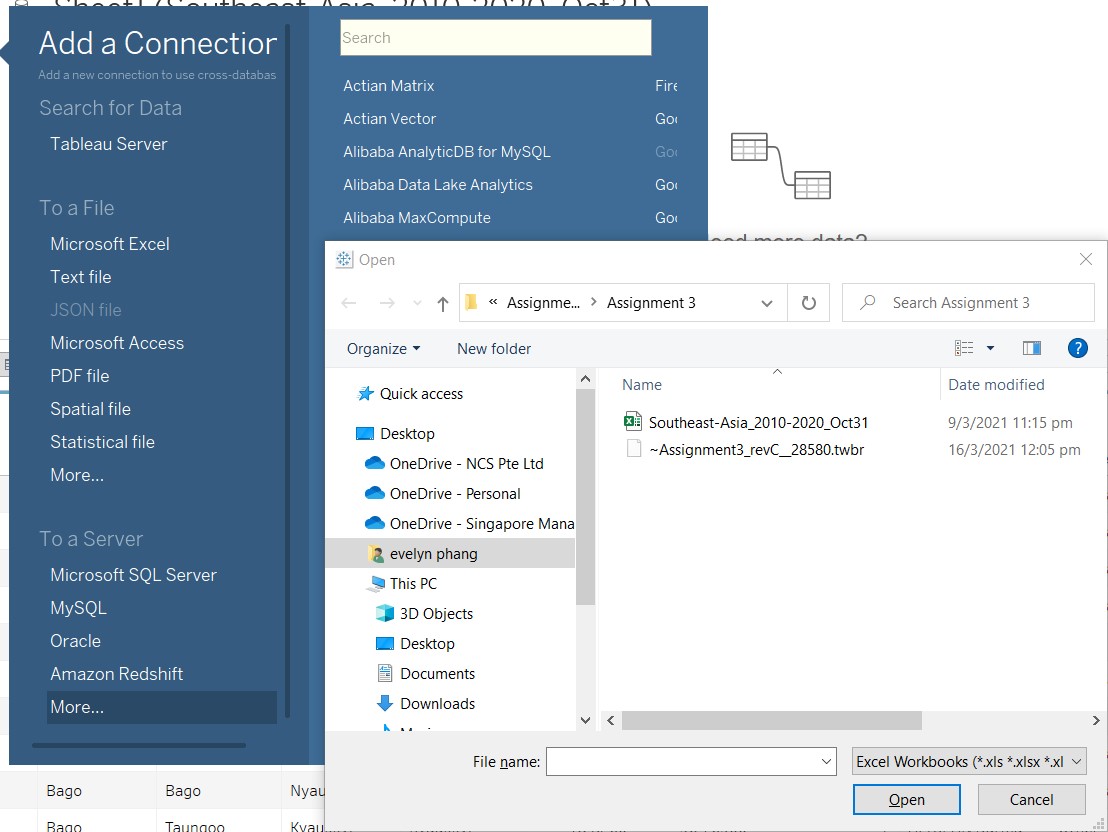 Sheet1 (Southeast-Asia_2010-2020_Oct31)
Add a Connection
Add a new connection to use cross-databas
Search for Data
Tableau Server
To a File
Microsoft Excel
Text file
JSON file
Microsoft Access
PDF file
Spatial file
Statistical file
More...
To a Server
Microsoft SQL Server
MySQL
Oracle
Amazon Redshift
More...
Search
Actian Matrix
Actian Vector
Alibaba AnalyticDB for MySQL
Alibaba Data Lake Analytics
Alibaba MaxCompute
Fire
Goo
Goo
Goo
Goo
eed more data?
Open
« Assignme... > Assignment 3
Search Assignment 3
Organize
New folder
?
Quick access
Desktop
OneDrive - NCS Pte Ltd
OneDrive - Personal
OneDrive - Singapore Mana
evelyn phang
This PC
3D Objects
Desktop
Documents
Downloads
Name Date modified
Southeast-Asia_2010-2020_Oct31 9/3/2021 11:15 pm
~Assignment3_revC__28580.twbr 16/3/2021 12:05 pm
File name:
Excel Workbooks (*.xls *.xlsx *.xl
Open
Cancel
Bago Bago Nyau
Bago Taungoo Kyau